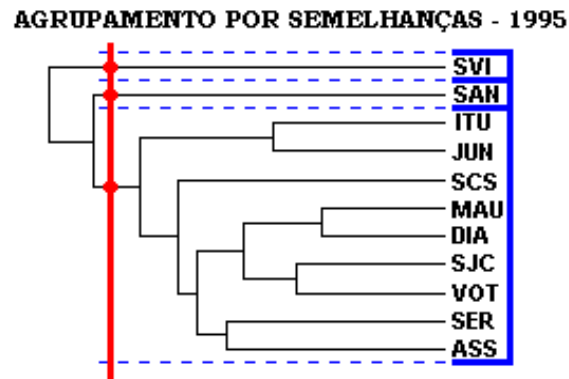 AGRUPAMENTO POR SEMELHANÇAS - 1995
SVI
SAN
ITU
JUN
SCS
MAU
DIA
SJC
VOT
SER
ASS